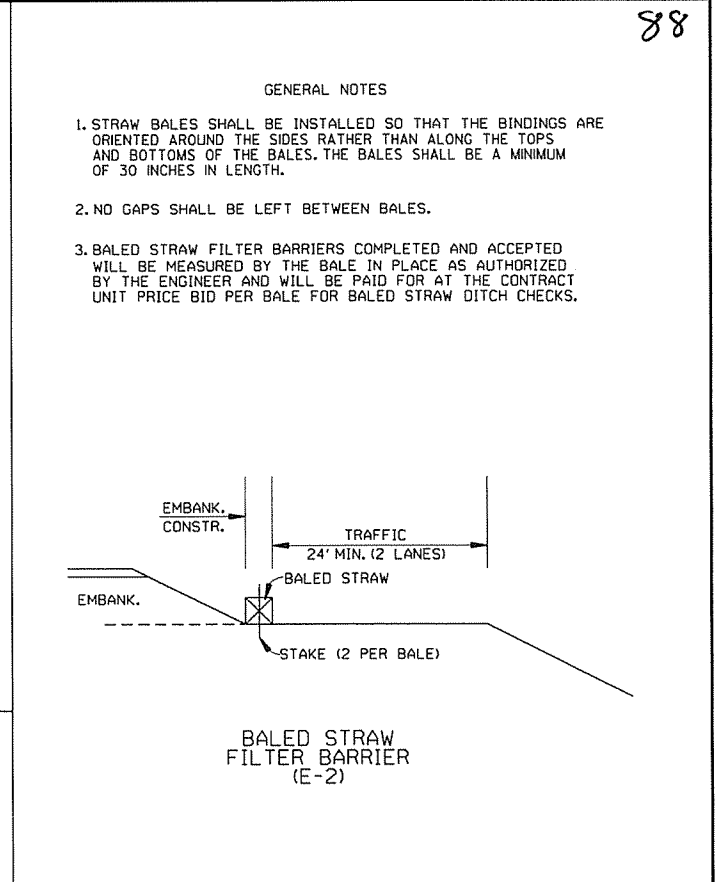 88
GENERAL NOTES
1. STRAW BALES SHALL BE INSTALLED SO THAT THE BINDINGS ARE
ORIENTED AROUND THE SIDES RATHER THAN ALONG THE TOPS
AND BOTTOMS OF THE BALES. THE BALES SHALL BE A MINIMUM
OF 30 INCHES IN LENGTH.
2. NO GAPS SHALL BE LEFT BETWEEN BALES.
3. BALED STRAW FILTER BARRIERS COMPLETED AND ACCEPTED
WILL BE MEASURED BY THE BALE IN PLACE AS AUTHORIZED
BY THE ENGINEER AND WILL BE PAID FOR AT THE CONTRACT
UNIT PRICE BID PER BALE FOR BALED STRAW DITCH CHECKS.
EMBANK.
CONSTR.
TRAFFIC
24' MIN. (2 LANES)
BALED STRAW
EMBANK.
STAKE (2 PER BALE)
BALED STRAW
FILTER BARRIER
(E-2)